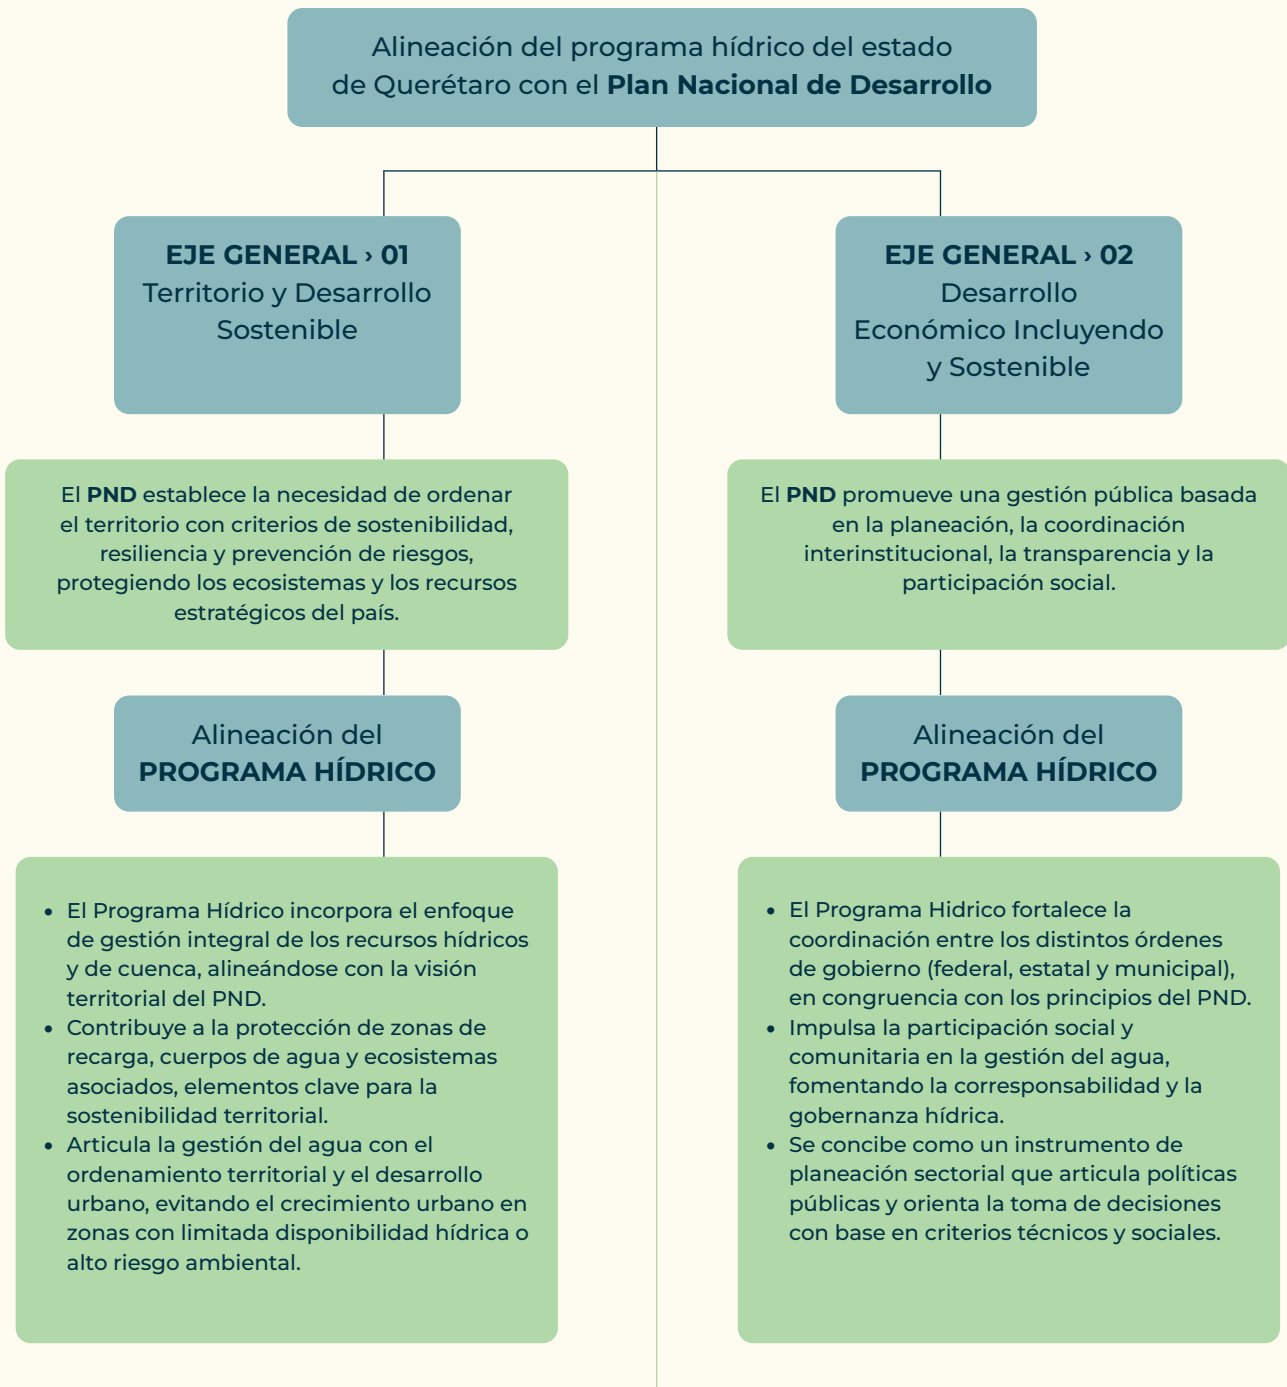 Alineación del programa hídrico del estado
de Querétaro con el Plan Nacional de Desarrollo
EJE GENERAL › 01
Territorio y Desarrollo
Sostenible
El PND establece la necesidad de ordenar
el territorio con criterios de sostenibilidad,
resiliencia y prevención de riesgos,
protegiendo los ecosistemas y los recursos
estratégicos del país.
Alineación del
PROGRAMA HÍDRICO
• El Programa Hídrico incorpora el enfoque
de gestión integral de los recursos hídricos
y de cuenca, alineándose con la visión
territorial del PND.
• Contribuye a la protección de zonas de
recarga, cuerpos de agua y ecosistemas
asociados, elementos clave para la
sostenibilidad territorial.
• Articula la gestión del agua con el
ordenamiento territorial y el desarrollo
urbano, evitando el crecimiento urbano en
zonas con limitada disponibilidad hídrica o
alto riesgo ambiental.
EJE GENERAL › 02
Desarrollo
Económico Incluyendo
y Sostenible
El PND promueve una gestión pública basada
en la planeación, la coordinación
interinstitucional, la transparencia y la
participación social.
Alineación del
PROGRAMA HÍDRICO
• El Programa Hidrico fortalece la
coordinación entre los distintos órdenes
de gobierno (federal, estatal y municipal),
en congruencia con los principios del PND.
• Impulsa la participación social y
comunitaria en la gestión del agua,
fomentando la corresponsabilidad y la
gobernanza hídrica.
• Se concibe como un instrumento de
planeación sectorial que articula políticas
públicas y orienta la toma de decisiones
con base en criterios técnicos y sociales.